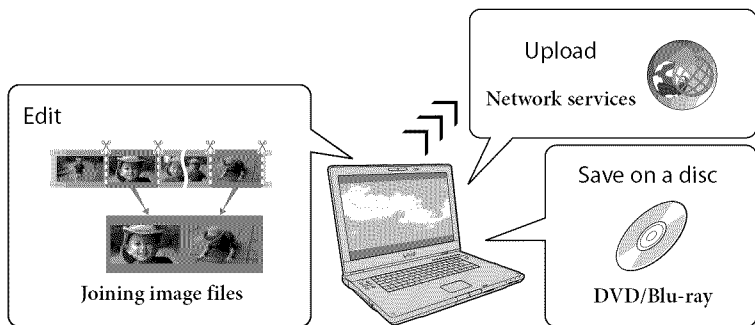 Edit
Joining image files
Upload
Network services
Save on a disc
DVD/Blu-ray